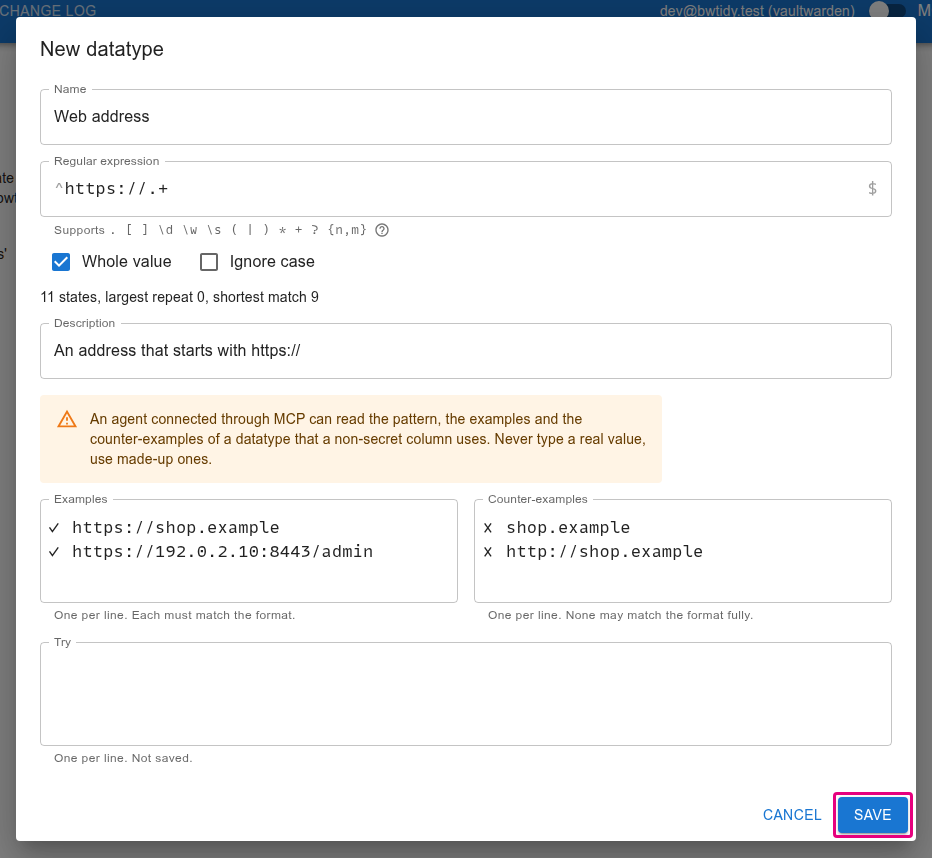 CHANGE LOG
dev@bwtidy.test (vaultwarden)
M
New datatype
Name
Web address
Regular expression
^https://.+
$
Supports . [ ] \d \w \s ( | ) * + ? {n,m} ?
Whole value
Ignore case
11 states, largest repeat 0, shortest match 9
Description
An address that starts with https://
An agent connected through MCP can read the pattern, the examples and the
counter-examples of a datatype that a non-secret column uses. Never type a real value,
use made-up ones.
Examples
✓ https://shop.example
✓ https://192.0.2.10:8443/admin
One per line. Each must match the format.
Counter-examples
x shop.example
x http://shop.example
One per line. None may match the format fully.
Try
One per line. Not saved.
CANCEL
SAVE